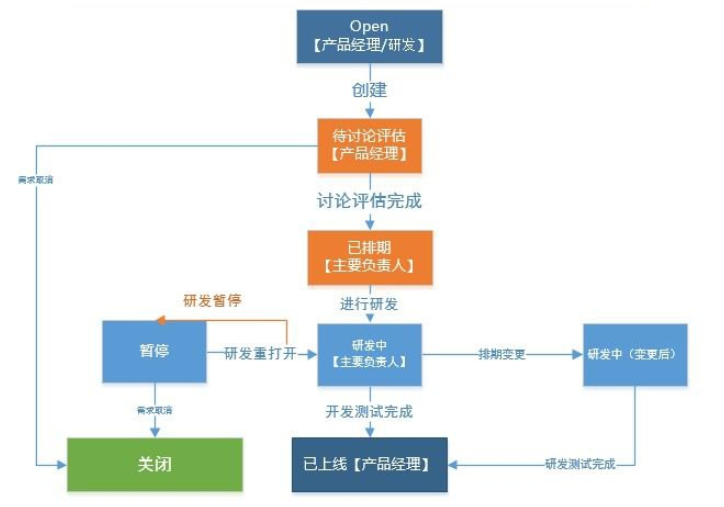 Open
【产品经理/研发】
创建
待讨论评估
【产品经理】
需求取消
讨论评估完成
已排期
【主要负责人】
研发暂停
进行研发
暂停
研发重打开
研发中
【主要负责人】
排期变更
研发中（变更后）
需求取消
开发测试完成
关闭
已上线【产品经理】
研发测试完成